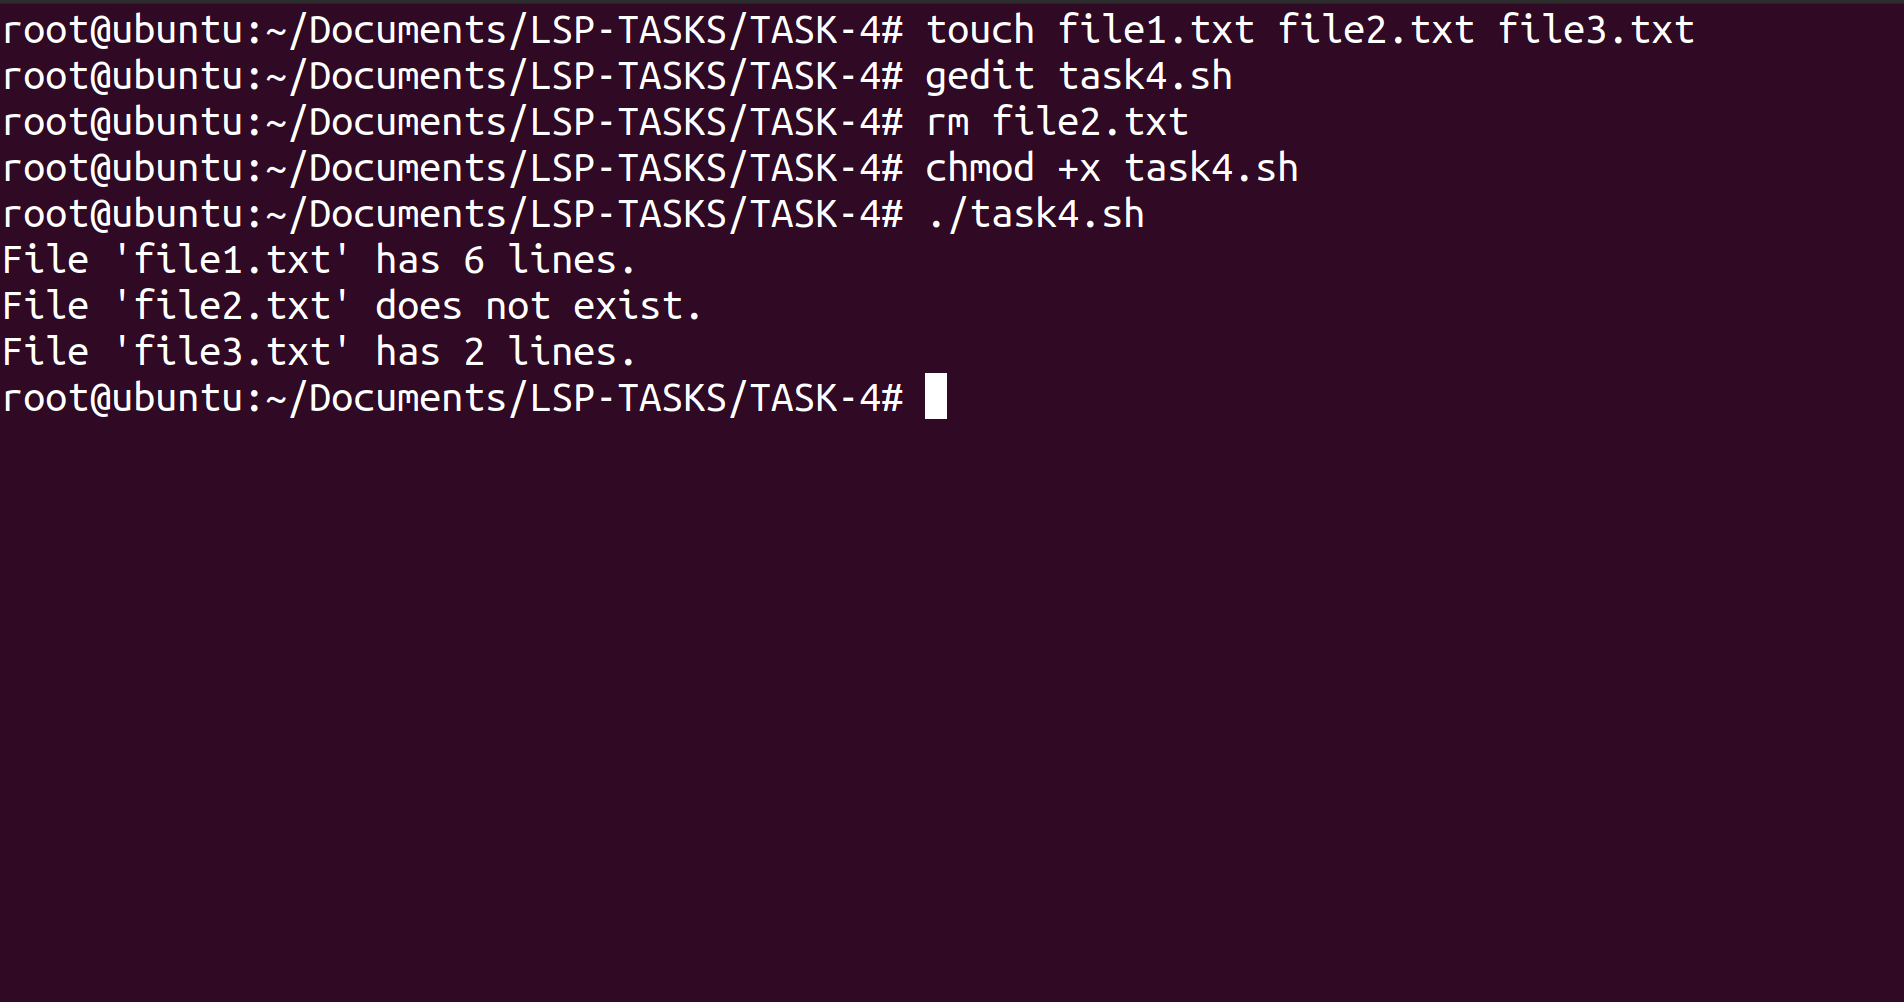 root@ubuntu:~/Documents/LSP-TASKS/TASK-4# touch file1.txt file2.txt file3.txt
root@ubuntu:~/Documents/LSP-TASKS/TASK-4# gedit task4.sh
root@ubuntu:~/Documents/LSP-TASKS/TASK-4# rm file2.txt
root@ubuntu:~/Documents/LSP-TASKS/TASK-4# chmod +x task4.sh
root@ubuntu:~/Documents/LSP-TASKS/TASK-4# ./task4.sh
File 'file1.txt' has 6 lines.
File 'file2.txt' does not exist.
File 'file3.txt' has 2 lines.
root@ubuntu:~/Documents/LSP-TASKS/TASK-4#